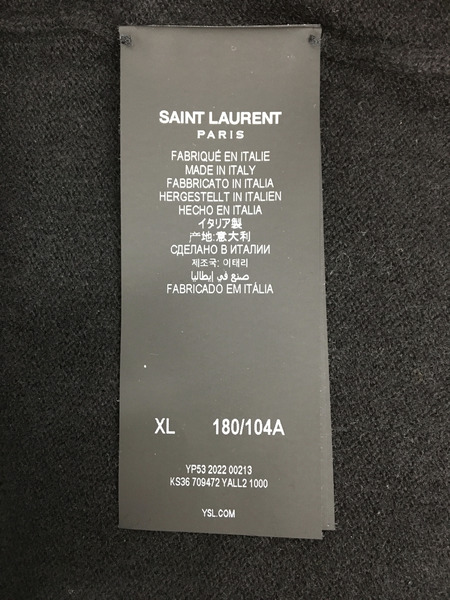 SAINT LAURENT
PARIS
FABRIQUÉ EN ITALIE
MADE IN ITALY
FABBRICATO IN ITALIA
HERGESTELLT IN ITALIEN
HECHO EN ITALIA
イタリア製
产地:意大利
СДЕЛАНО В ИТАЛИИ
제조국: 이태리
صنع في إيطاليا
FABRICADO EM ITÁLIA
XL 180/104A
YP53 2022 00213
KS36 709472 YALL2 1000
YSL.COM